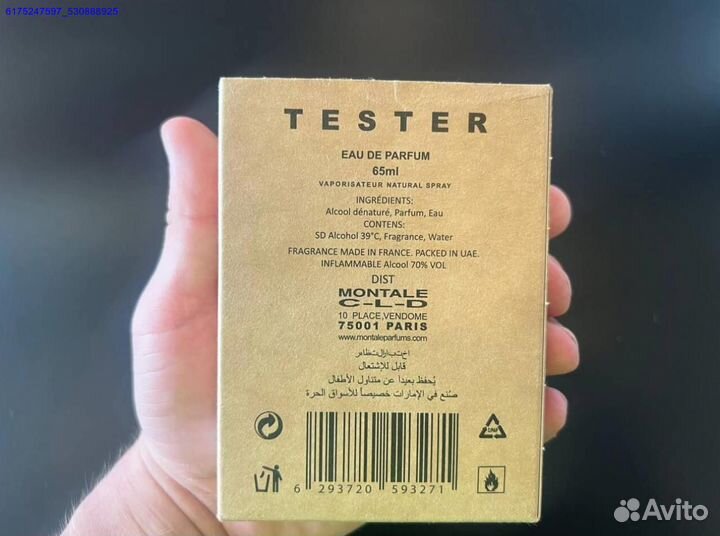 6175247597_530868925
TESTER
EAU DE PARFUM
65ml
VAPORISATEUR NATURAL SPRAY
INGRÉDIENTS:
Alcool dénaturé, Parfum, Eau
CONTENS:
SD Alcohol 39°C, Fragrance, Water
FRAGRANCE MADE IN FRANCE. PACKED IN UAE.
INFLAMMABLE Alcool 70% VOL
DIST
MONTALE
C-L-D
10 PLACE,VENDOME
75001 PARIS
www.montaleparfums.com
قابل للإشتعال
يُحفظ بعيداً عن متناول الأطفال
صُنع في الإمارات خصيصاً للأسواق الحرة
6 293720 593271
Avito